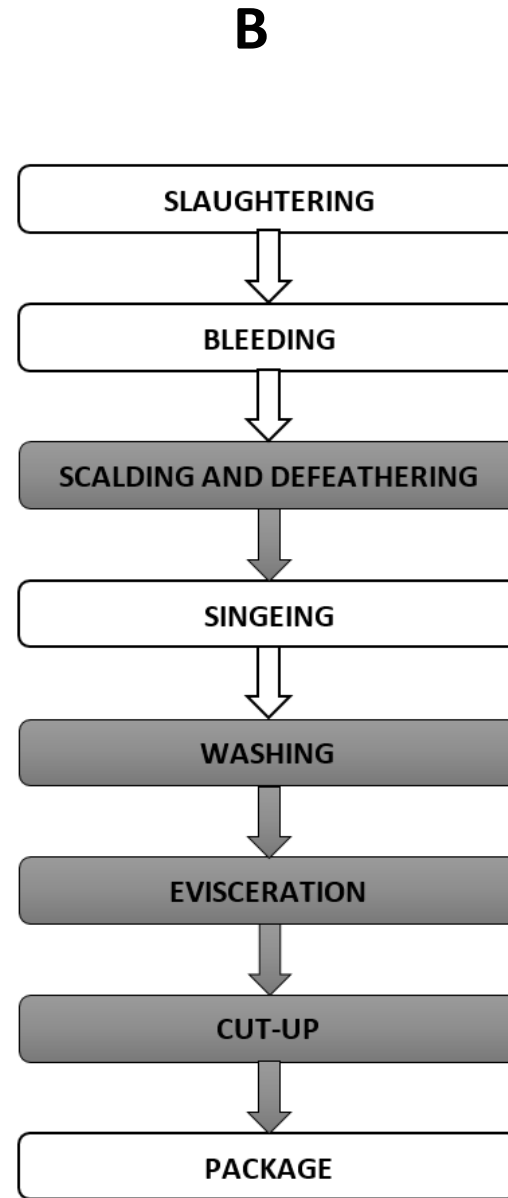 B
SLAUGHTERING
BLEEDING
SCALDING AND DEFEATHERING
SINGEING
WASHING
EVISCERATION
CUT-UP
PACKAGE